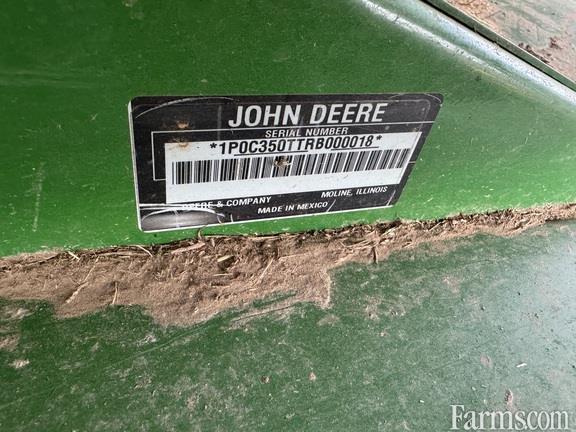 JOHN DEERE
SERIAL NUMBER
*1P0C350TTRB000018*
DEERE & COMPANY MOLINE, ILLINOIS
MADE IN MEXICO
Farms.com